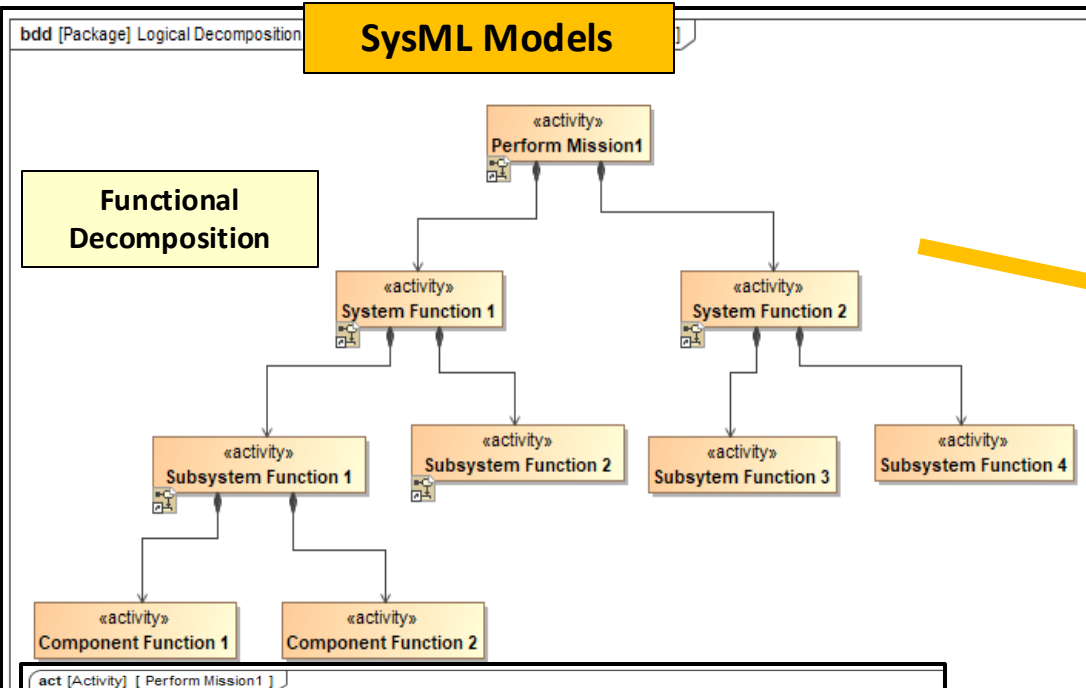 bdd [Package] Logical Decomposition
SysML Models
]
«activity»
Perform Mission1
Functional
Decomposition
«activity»
System Function 1
«activity»
System Function 2
«activity»
Subsystem Function 1
«activity»
Subsystem Function 2
«activity»
Subsytem Function 3
«activity»
Subsystem Function 4
«activity»
Component Function 1
«activity»
Component Function 2
act [Activity] [ Perform Mission1 ]